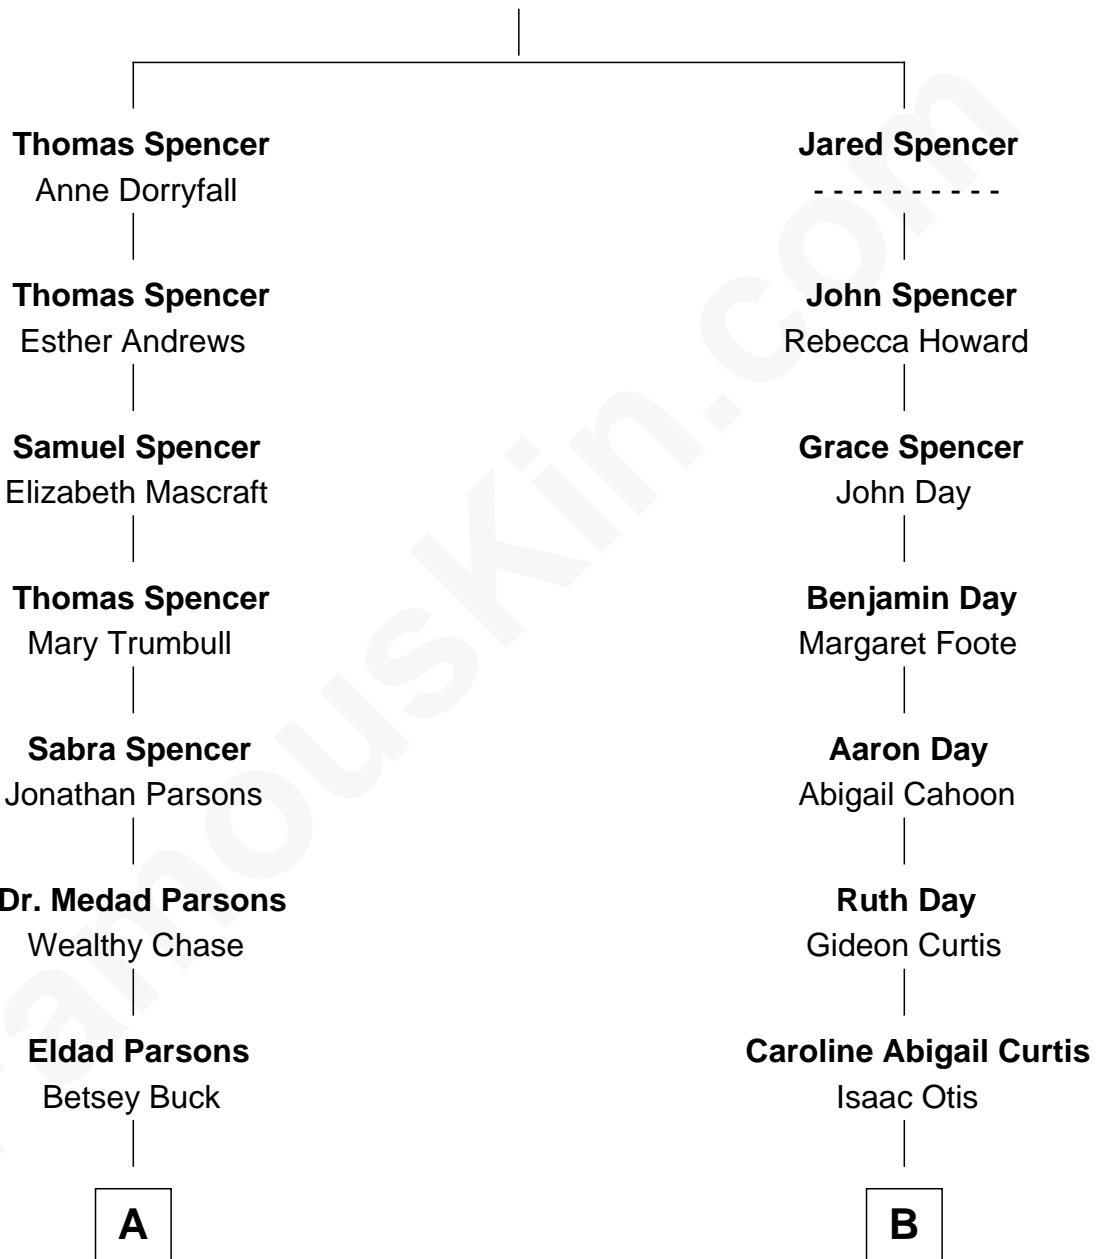 Thomas Spencer
Anne Dorryfall
Thomas Spencer
Esther Andrews
Samuel Spencer
Elizabeth Mascraft
Thomas Spencer
Mary Trumbull
Sabra Spencer
Jonathan Parsons
Dr. Medad Parsons
Wealthy Chase
Eldad Parsons
Betsey Buck
A
Jared Spencer
- - - - - - - - - -
John Spencer
Rebecca Howard
Grace Spencer
John Day
Benjamin Day
Margaret Foote
Aaron Day
Abigail Cahoon
Ruth Day
Gideon Curtis
Caroline Abigail Curtis
Isaac Otis
B
FamousKin.com